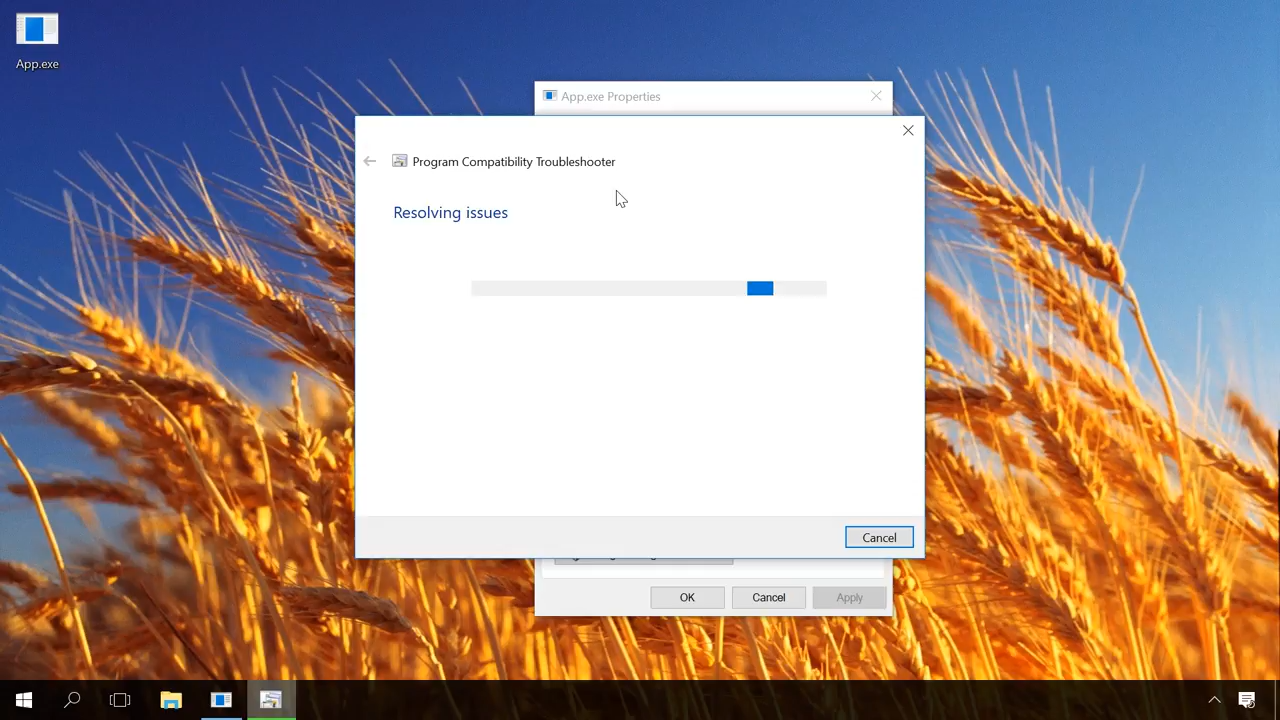 App.exe
App.exe Properties
Program Compatibility Troubleshooter
Resolving issues
Cancel
OK
Cancel
Apply